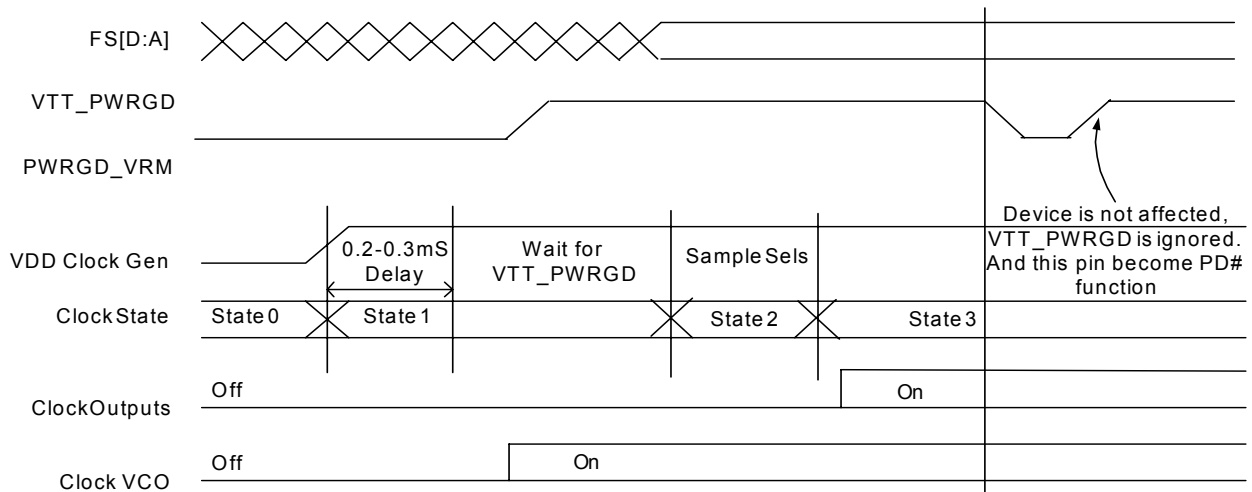 FS[D:A]
VTT_PWRGD
PWRGD_VRM
VDD Clock Gen
0.2-0.3mS
Delay
Wait for
VTT_PWRGD
Sample Sels
Device is not affected,
VTT_PWRGD is ignored.
And this pin become PD#
function
Clock State
State 0
State 1
State 2
State 3
Clock Outputs
Off
On
Clock VCO
Off
On